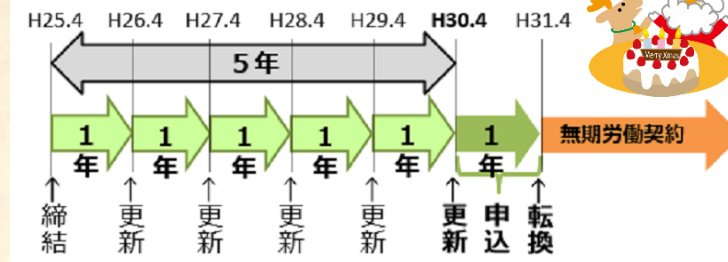 H25.4 H26.4 H27.4 H28.4 H29.4 H30.4 H31.4
Merry Xmas
5年
1年 1年 1年 1年 1年 1年 無期労働契約
締結 更新 更新 更新 更新 更新 申込 転換